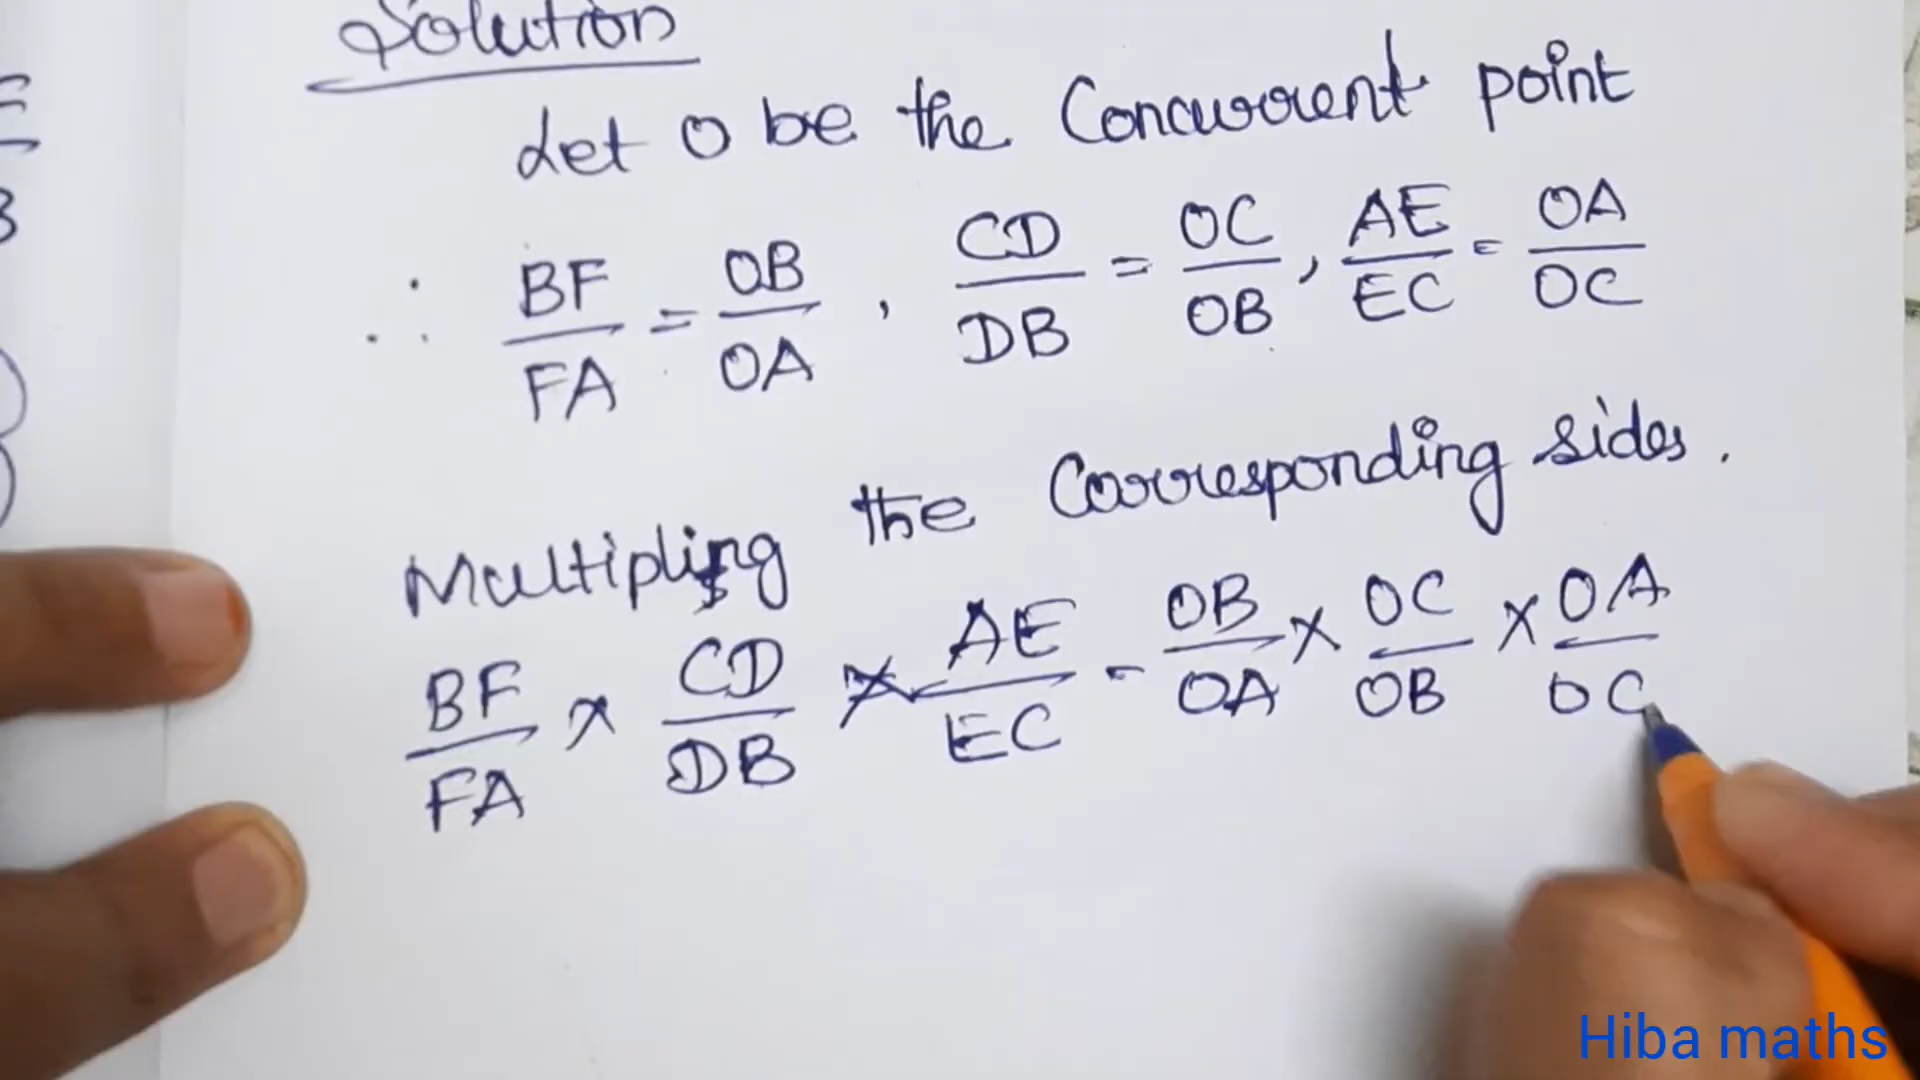 Solution
Let O be the Concurrent point
∴ BF/FA = OB/OA , CD/DB = OC/OB , AE/EC = OA/OC
Multipling the Corresponding sides.
BF/FA × CD/DB × AE/EC - OB/OA × OC/OB × OA/OC
Hiba maths